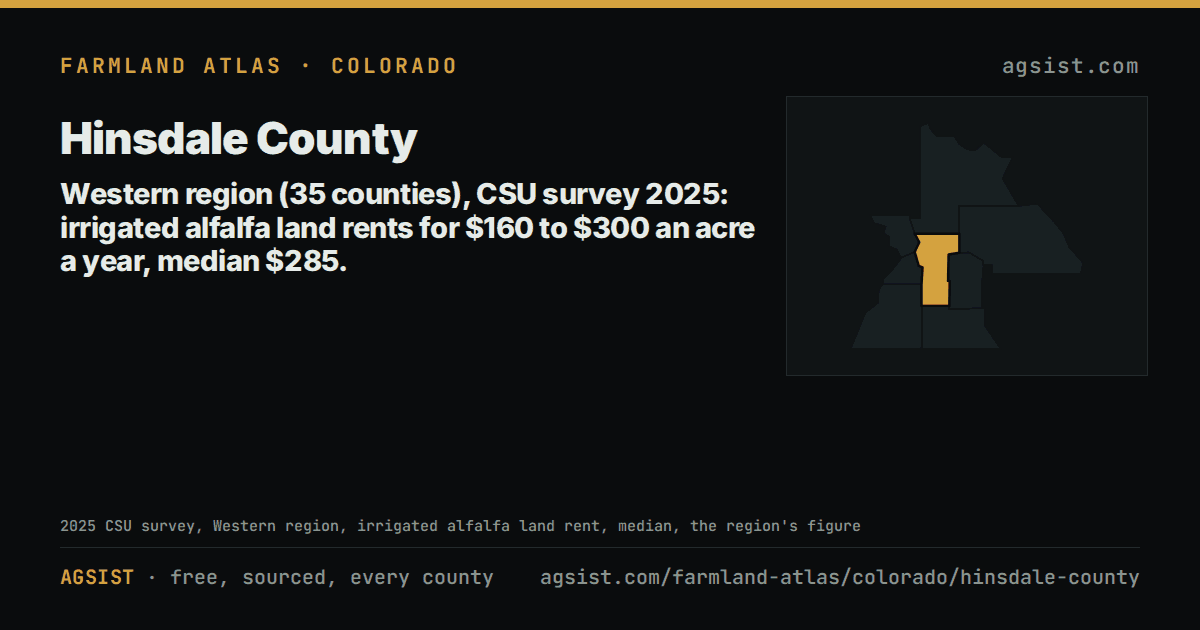 FARMLAND ATLAS · COLORADO
agsist.com
Hinsdale County
Western region (35 counties), CSU survey 2025:
irrigated alfalfa land rents for $160 to $300 an acre
a year, median $285.
2025 CSU survey, Western region, irrigated alfalfa land rent, median, the region's figure
AGSIST · free, sourced, every county
agsist.com/farmland-atlas/colorado/hinsdale-county